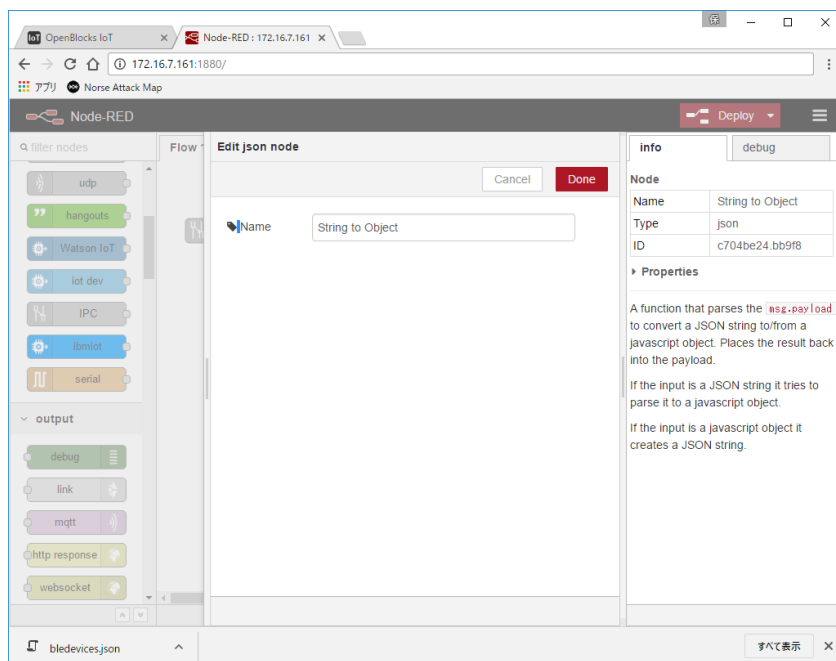 保
IoT OpenBlocks IoT
Node-RED : 172.16.7.161
172.16.7.161:1880/
アプリ
Norse Attack Map
Node-RED
Deploy
filter nodes
Flow
Edit json node
info
debug
Cancel
Done
udp
hangouts
Watson IoT
iot dev
IPC
ibmiot
serial
output
debug
link
mqtt
http response
websocket
Name
String to Object
Node
Name String to Object
Type json
ID c704be24.bb9f8
Properties
A function that parses the msg.payload
to convert a JSON string to/from a
javascript object. Places the result back
into the payload.
If the input is a JSON string it tries to
parse it to a javascript object.
If the input is a javascript object it
creates a JSON string.
bledevices.json
すべて表示